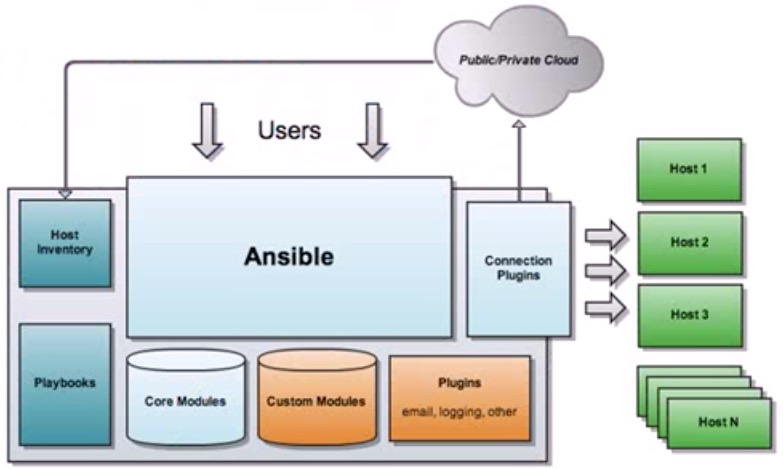 Public/Private Cloud
Users
Host 1
Host
Inventory
Ansible
Connection
Plugins
Host 2
Host 3
Playbooks
Core Modules
Custom Modules
Plugins
email, logging, other
Host N